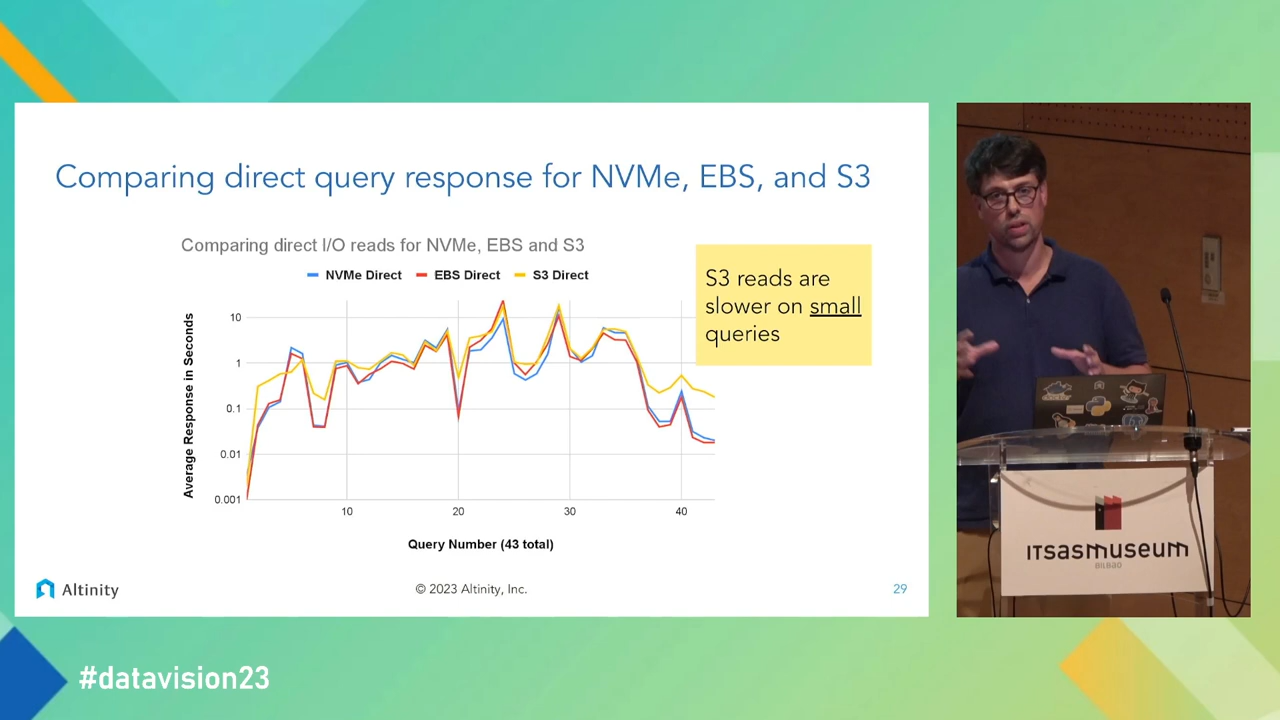 Comparing direct query response for NVMe, EBS, and S3
Comparing direct I/O reads for NVMe, EBS and S3
NVMe Direct EBS Direct S3 Direct
S3 reads are
slower on small
queries
Average Response in Seconds
10
1
0.1
0.01
0.001
10 20 30 40
Query Number (43 total)
Altinity
© 2023 Altinity, Inc.
29
ITSASMUSEUM
BILBAO
#datavision23